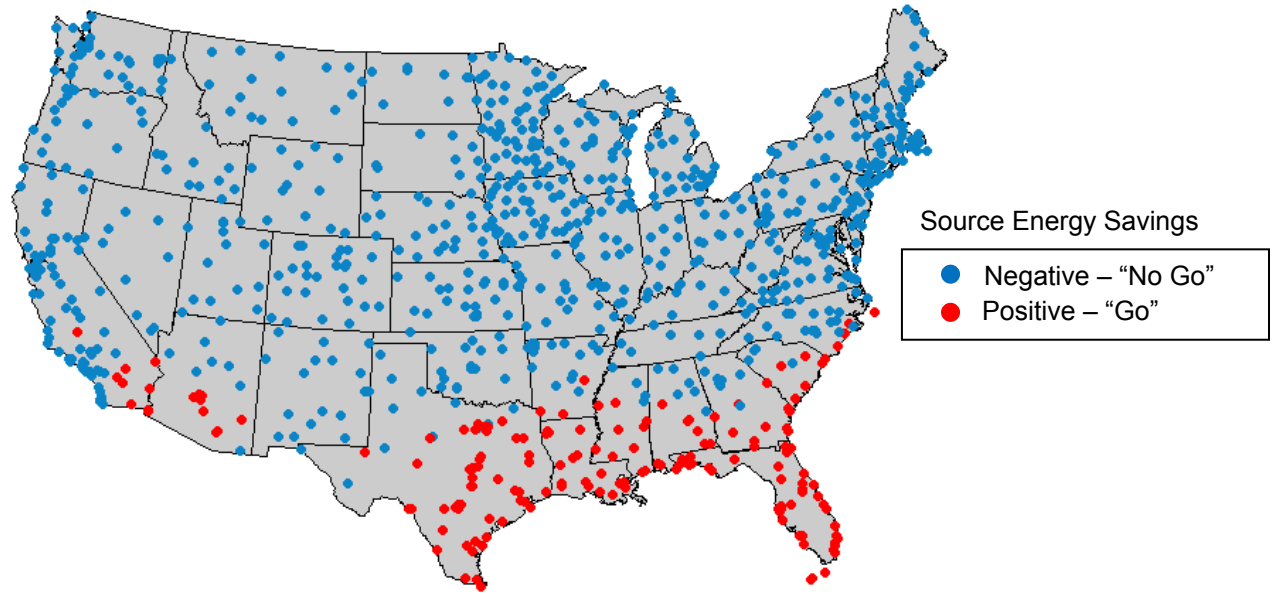 Source Energy Savings
Negative – “No Go”
Positive – “Go”